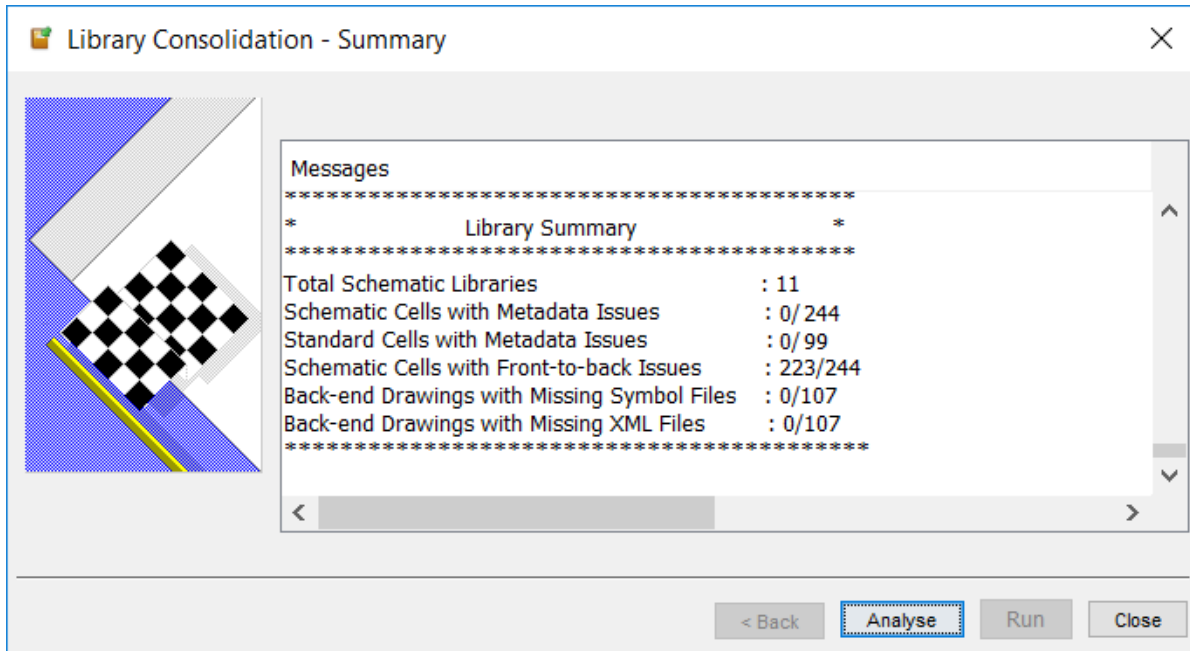 Library Consolidation - Summary
Messages
*****************************************
* Library Summary *
*****************************************
Total Schematic Libraries : 11
Schematic Cells with Metadata Issues : 0/244
Standard Cells with Metadata Issues : 0/99
Schematic Cells with Front-to-back Issues : 223/244
Back-end Drawings with Missing Symbol Files : 0/107
Back-end Drawings with Missing XML Files : 0/107
******************************************
< Back Analyse Run Close